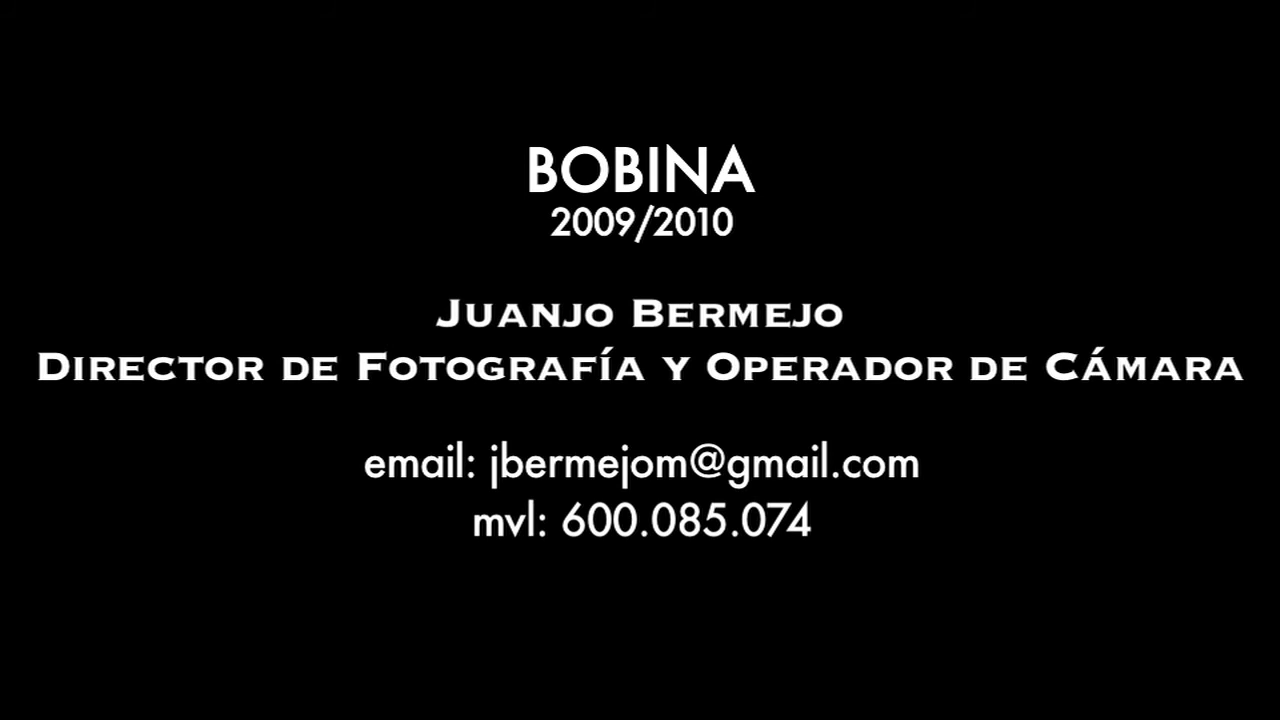 BOBINA
2009/2010
Juanjo Bermejo
Director de Fotografía y Operador de Cámara
email: jbermejom@gmail.com
mvl: 600.085.074